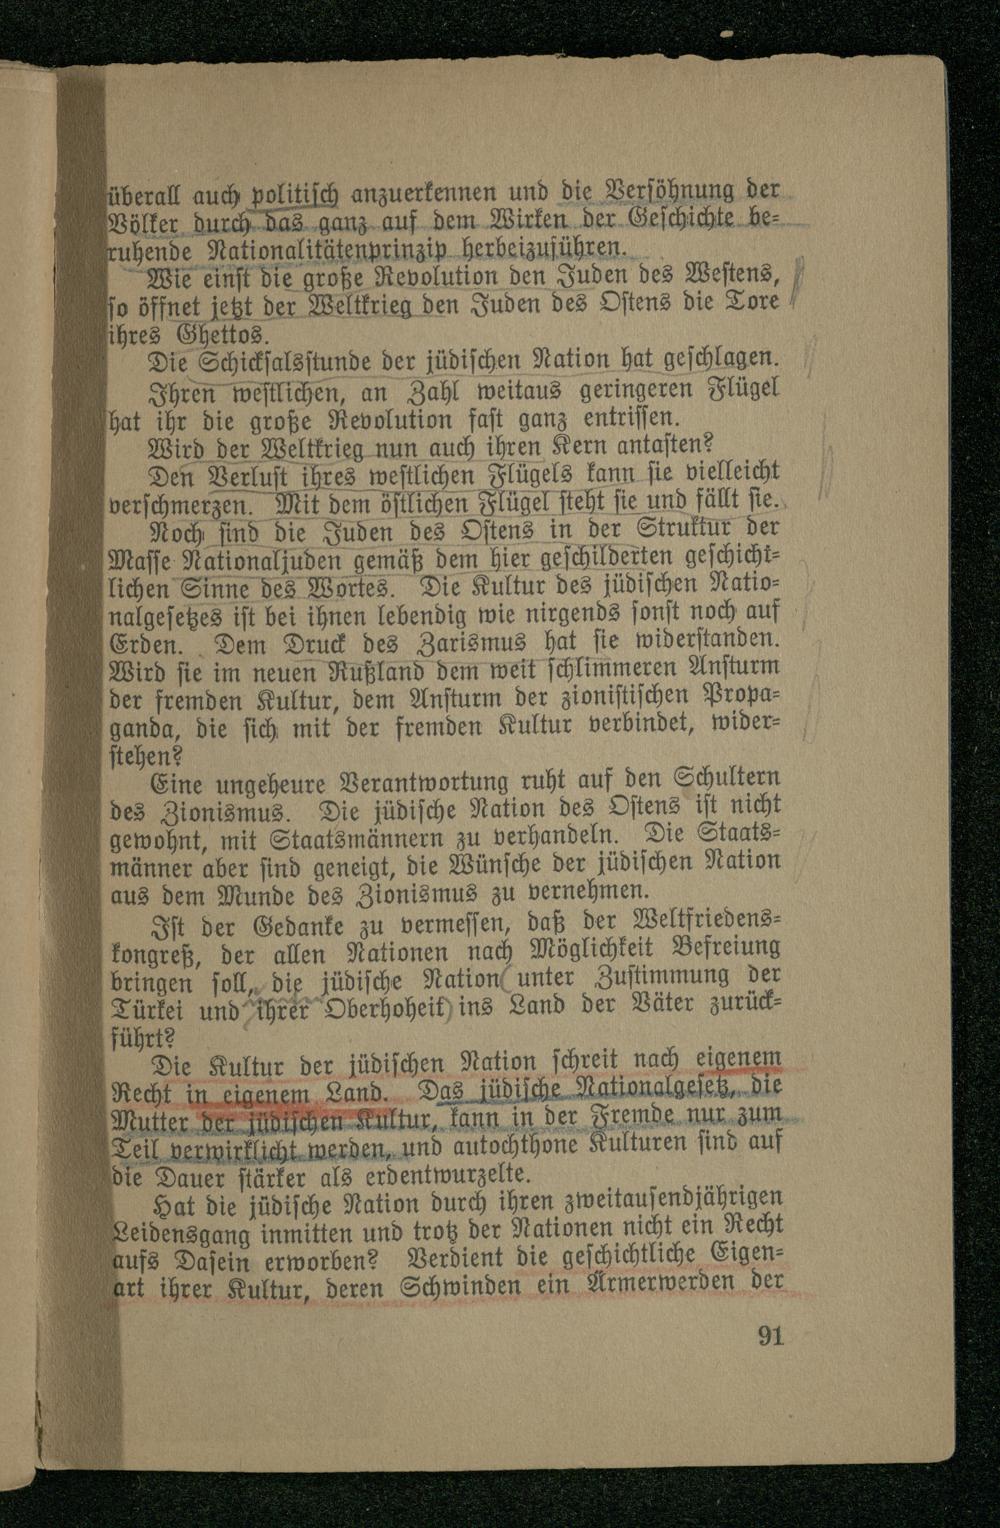 überall auch politisch anzuerkennen und die Versöhnung der
Völker durch das ganz auf dem Wirken der Geschichte be-
ruhende Nationalitätenprinzip herbeizuführen.
Wie einst die große Revolution den Juden des Westens,
so öffnet jetzt der Weltkrieg den Juden des Ostens die Tore
ihres Ghettos.
Die Schicksalsstunde der jüdischen Nation hat geschlagen.
Ihren westlichen, an Zahl weitaus geringeren Flügel
hat ihr die große Revolution fast ganz entrissen.
Wird der Weltkrieg nun auch ihren Kern antasten?
Den Verlust ihres westlichen Flügels kann sie vielleicht
verschmerzen. Mit dem östlichen Flügel steht sie und fällt sie.
Noch sind die Juden des Ostens in der Struktur der
Masse Nationaljuden gemäß dem hier geschilderten geschicht-
lichen Sinne des Wortes. Die Kultur des jüdischen Natio-
nalgesetzes ist bei ihnen lebendig wie nirgends sonst noch auf
Erden. Dem Druck des Zarismus hat sie widerstanden.
Wird sie im neuen Rußland dem weit schlimmeren Ansturm
der fremden Kultur, dem Ansturm der zionistischen Propa-
ganda, die sich mit der fremden Kultur verbindet, wider-
stehen?
Eine ungeheure Verantwortung ruht auf den Schultern
des Zionismus. Die jüdische Nation des Ostens ist nicht
gewohnt, mit Staatsmännern zu verhandeln. Die Staats-
männer aber sind geneigt, die Wünsche der jüdischen Nation
aus dem Munde des Zionismus zu vernehmen.
Ist der Gedanke zu vermessen, daß der Weltfriedens-
kongreß, der allen Nationen nach Möglichkeit Befreiung
bringen soll, die jüdische Nation (unter Zustimmung der
Türkei und ihrer Oberhoheit) ins Land der Väter zurück-
führt?
Die Kultur der jüdischen Nation schreit nach eigenem
Recht in eigenem Land. Das jüdische Nationalgesetz, die
Mutter der jüdischen Kultur, kann in der Fremde nur zum
Teil verwirklicht werden, und autochthone Kulturen sind auf
die Dauer stärker als erdentwurzelte.
Hat die jüdische Nation durch ihren zweitausendjährigen
Leidensgang inmitten und trotz der Nationen nicht ein Recht
aufs Dasein erworben? Verdient die geschichtliche Eigen-
art ihrer Kultur, deren Schwinden ein Ärmerwerden der
91